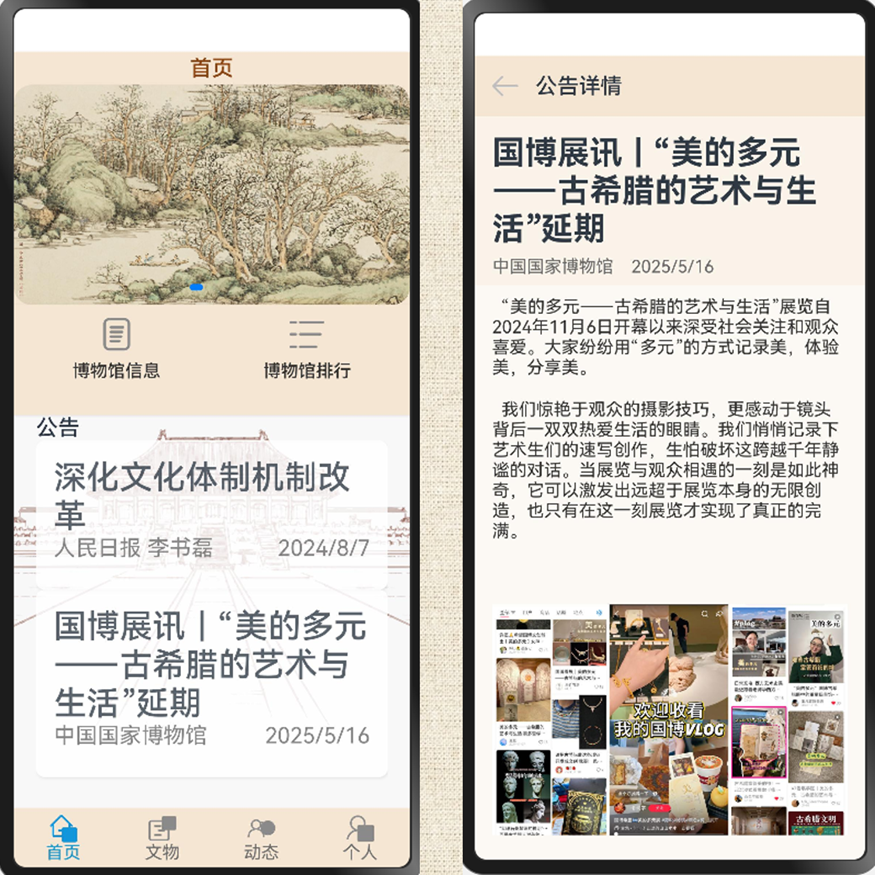 首页
博物馆信息
博物馆排行
公告
深化文化体制机制改
革
人民日报 李书磊
2024/8/7
国博展讯丨“美的多元
——古希腊的艺术与
生活”延期
中国国家博物馆
2025/5/16
首页
文物
动态
个人
公告详情
国博展讯丨“美的多元
——古希腊的艺术与生
活”延期
中国国家博物馆 2025/5/16
“美的多元——古希腊的艺术与生活”展览自
2024年11月6日开幕以来深受社会关注和观众
喜爱。大家纷纷用“多元”的方式记录美，体验
美，分享美。
我们惊艳于观众的摄影技巧，更感动于镜头
背后一双双热爱生活的眼睛。我们悄悄记录下
艺术生们的速写创作，生怕破坏这跨越千年静
谧的对话。当展览与观众相遇的一刻是如此神
奇，它可以激发出远超于展览本身的无限创
造，也只有在这一刻展览才实现了真正的完
满。
欢迎收看
我的国博VLOG
美的多元
古希腊文明